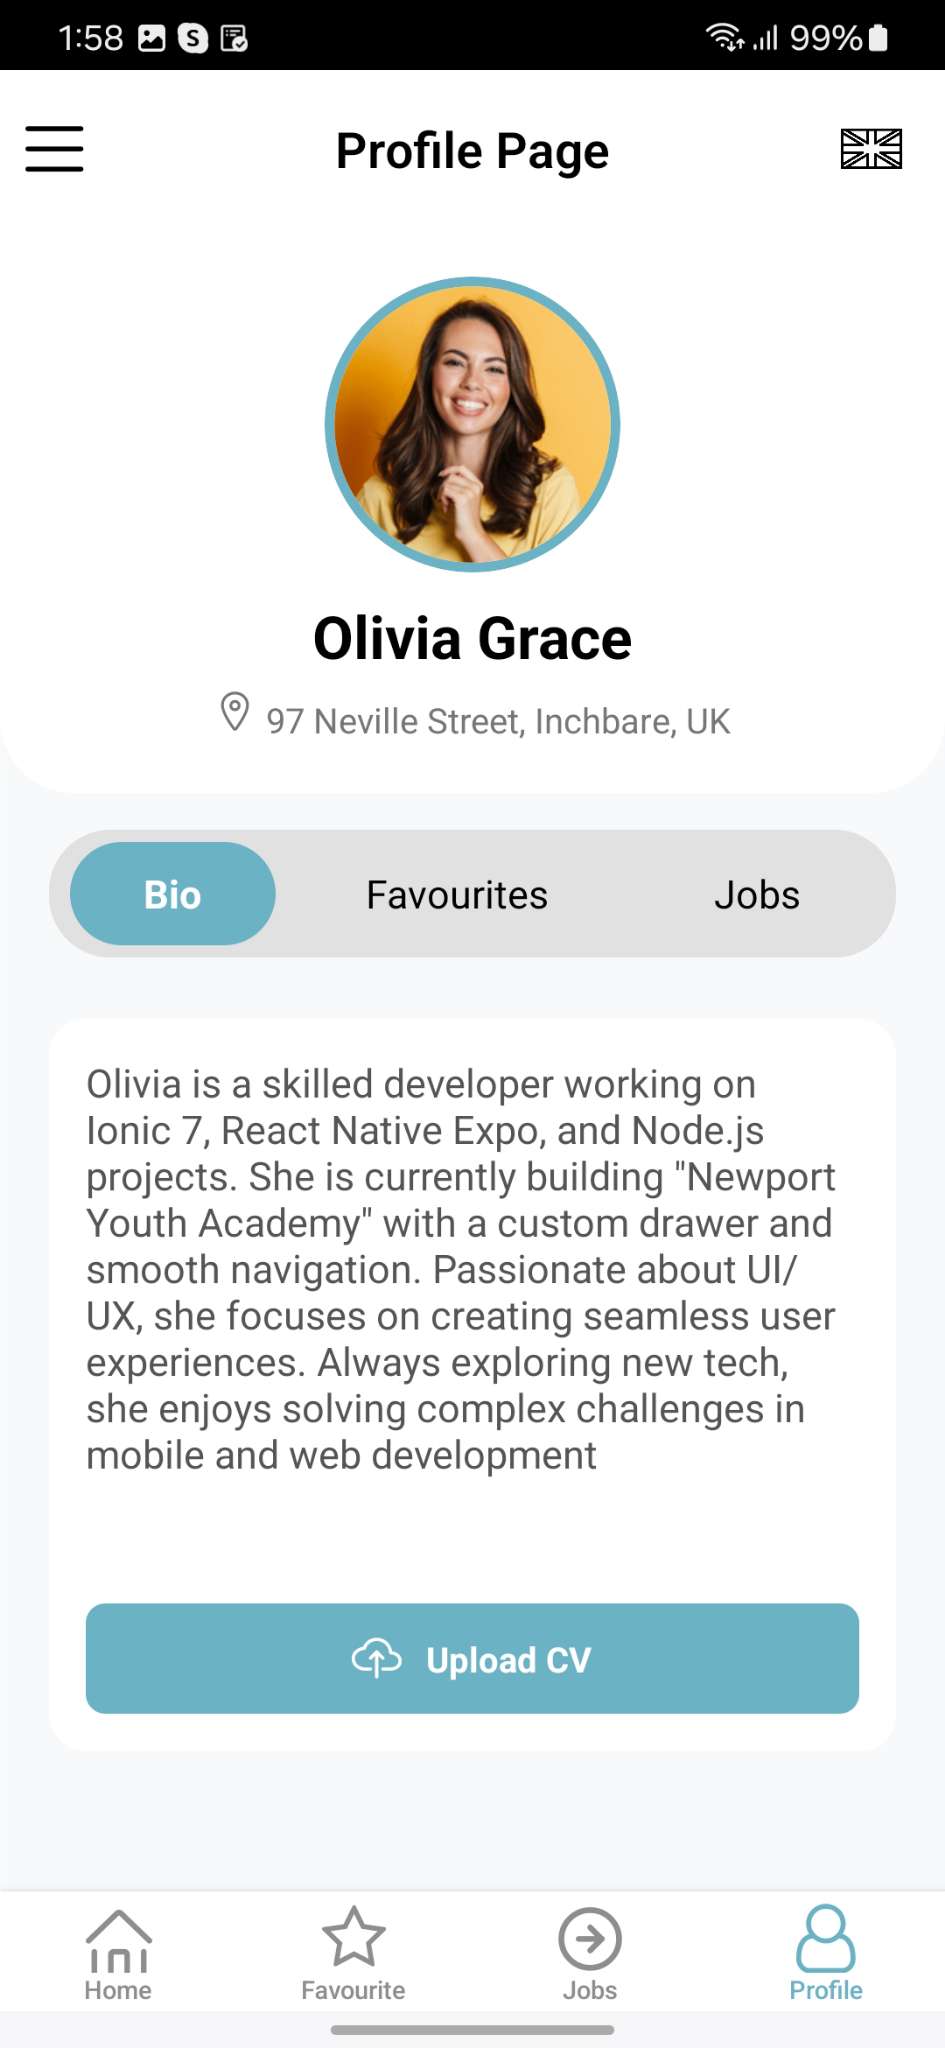 1:58 99%
Profile Page
Olivia Grace
97 Neville Street, Inchbare, UK
Bio Favourites Jobs
Olivia is a skilled developer working on
Ionic 7, React Native Expo, and Node.js
projects. She is currently building "Newport
Youth Academy" with a custom drawer and
smooth navigation. Passionate about UI/
UX, she focuses on creating seamless user
experiences. Always exploring new tech,
she enjoys solving complex challenges in
mobile and web development
Upload CV
Home Favourite Jobs Profile